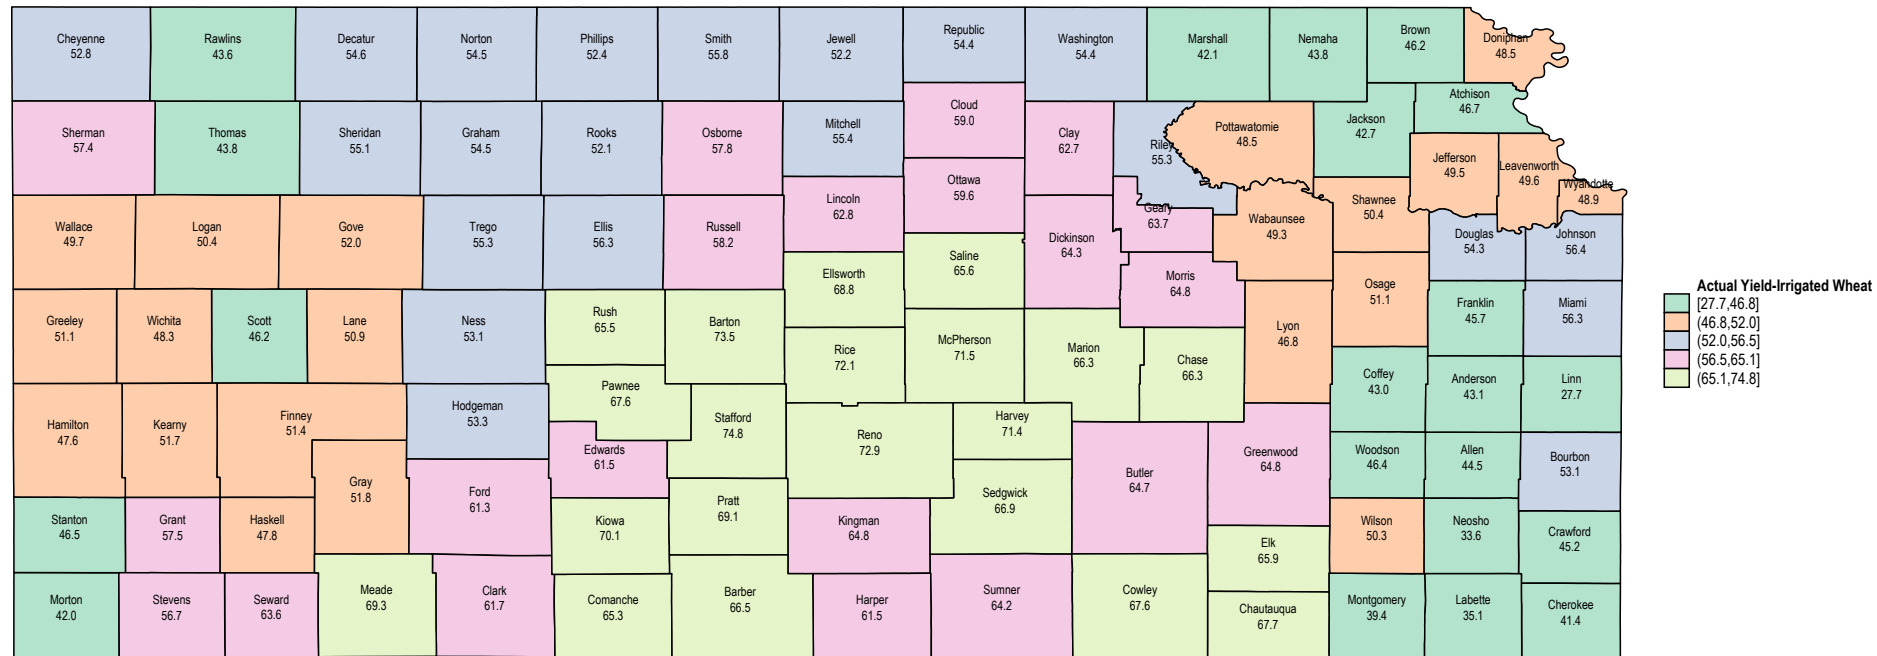 Cheyenne
52.8
Rawlins
43.6
Decatur
54.6
Norton
54.5
Phillips
52.4
Smith
55.8
Jewell
52.2
Republic
54.4
Washington
54.4
Marshall
42.1
Nemaha
43.8
Brown
46.2
Doniphan
48.5
Sherman
57.4
Thomas
43.8
Sheridan
55.1
Graham
54.5
Rooks
52.1
Osborne
57.8
Mitchell
55.4
Cloud
59.0
Clay
62.7
Riley
55.3
Pottawatomie
48.5
Jackson
42.7
Atchison
46.7
Jefferson
49.5
Leavenworth
49.6
Wyandotte
48.9
Wallace
49.7
Logan
50.4
Gove
52.0
Trego
55.3
Ellis
56.3
Russell
58.2
Lincoln
62.8
Ottawa
59.6
Saline
65.6
Dickinson
64.3
Geary
63.7
Wabaunsee
49.3
Shawnee
50.4
Douglas
54.3
Johnson
56.4
Ellsworth
68.8
Morris
64.8
Osage
51.1
Franklin
45.7
Miami
56.3
Greeley
51.1
Wichita
48.3
Scott
46.2
Lane
50.9
Ness
53.1
Rush
65.5
Barton
73.5
Rice
72.1
McPherson
71.5
Marion
66.3
Chase
66.3
Lyon
46.8
Coffey
43.0
Anderson
43.1
Linn
27.7
Hamilton
47.6
Kearny
51.7
Finney
51.4
Hodgeman
53.3
Pawnee
67.6
Stafford
74.8
Edwards
61.5
Reno
72.9
Harvey
71.4
Gray
51.8
Ford
61.3
Kiowa
70.1
Pratt
69.1
Kingman
64.8
Sedgwick
66.9
Butler
64.7
Greenwood
64.8
Woodson
46.4
Allen
44.5
Bourbon
53.1
Stanton
46.5
Grant
57.5
Haskell
47.8
Elk
65.9
Wilson
50.3
Neosho
33.6
Crawford
45.2
Morton
42.0
Stevens
56.7
Seward
63.6
Meade
69.3
Clark
61.7
Comanche
65.3
Barber
66.5
Harper
61.5
Sumner
64.2
Cowley
67.6
Chautauqua
67.7
Montgomery
39.4
Labette
35.1
Cherokee
41.4
Actual Yield-Irrigated Wheat
[27.7,46.8]
(46.8,52.0]
(52.0,56.5]
(56.5,65.1]
(65.1,74.8]